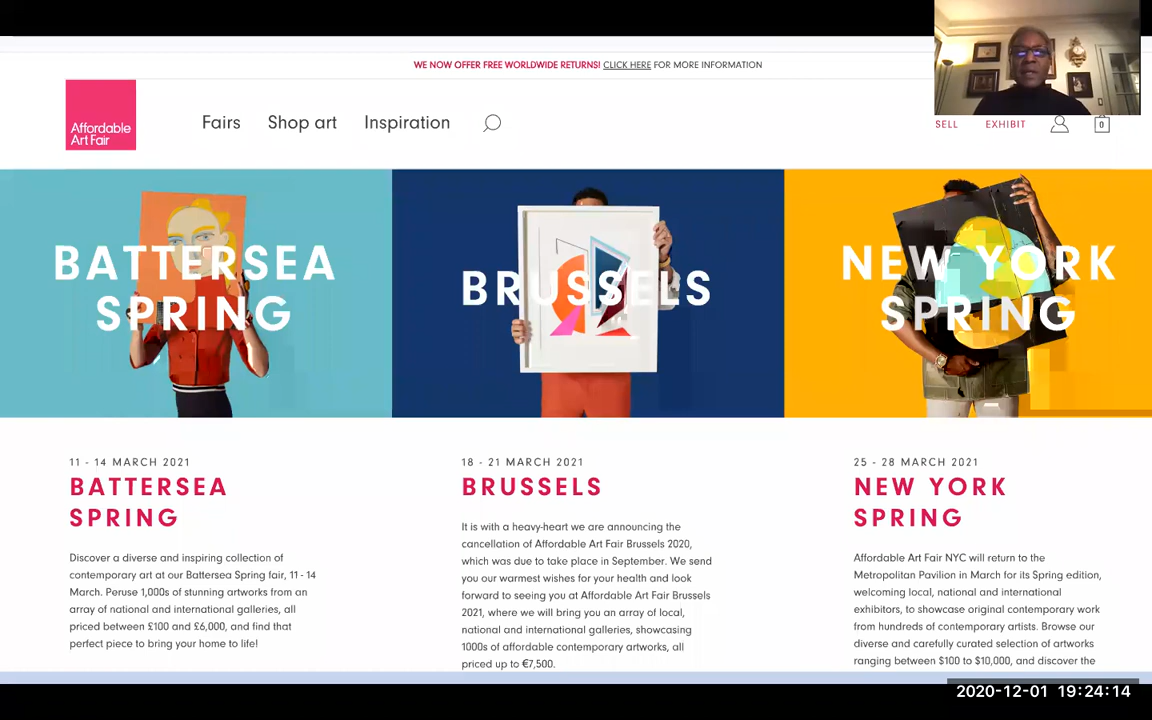 WE NOW OFFER FREE WORLDWIDE RETURNS! CLICK HERE FOR MORE INFORMATION
Affordable
Art Fair
Fairs Shop art Inspiration
SELL EXHIBIT 0
BATTERSEA
SPRING
BRUSSELS
NEW YORK
SPRING
11 - 14 MARCH 2021
BATTERSEA
SPRING
Discover a diverse and inspiring collection of
contemporary art at our Battersea Spring fair, 11 - 14
March. Peruse 1,000s of stunning artworks from an
array of national and international galleries, all
priced between £100 and £6,000, and find that
perfect piece to bring your home to life!
18 - 21 MARCH 2021
BRUSSELS
It is with a heavy-heart we are announcing the
cancellation of Affordable Art Fair Brussels 2020,
which was due to take place in September. We send
you our warmest wishes for your health and look
forward to seeing you at Affordable Art Fair Brussels
2021, where we will bring you an array of local,
national and international galleries, showcasing
1000s of affordable contemporary artworks, all
priced up to €7,500.
25 - 28 MARCH 2021
NEW YORK
SPRING
Affordable Art Fair NYC will return to the
Metropolitan Pavilion in March for its Spring edition,
welcoming local, national and international
exhibitors, to showcase original contemporary work
from hundreds of contemporary artists. Browse our
diverse and carefully curated selection of artworks
ranging between $100 to $10,000, and discover the
2020-12-01 19:24:14